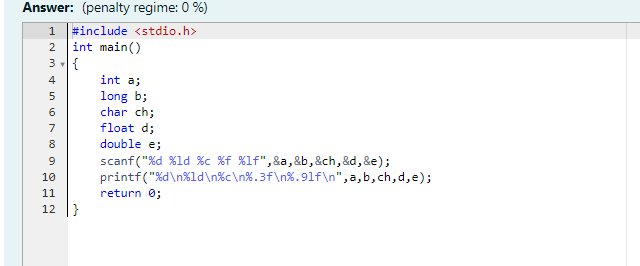 Answer: (penalty regime: 0 %)
1 #include <stdio.h>
2 int main()
3 {
4 int a;
5 long b;
6 char ch;
7 float d;
8 double e;
9 scanf("%d %ld %c %f %lf",&a,&b,&ch,&d,&e);
10 printf("%d\n%ld\n%c\n%.3f\n%.9lf\n",a,b,ch,d,e);
11 return 0;
12 }